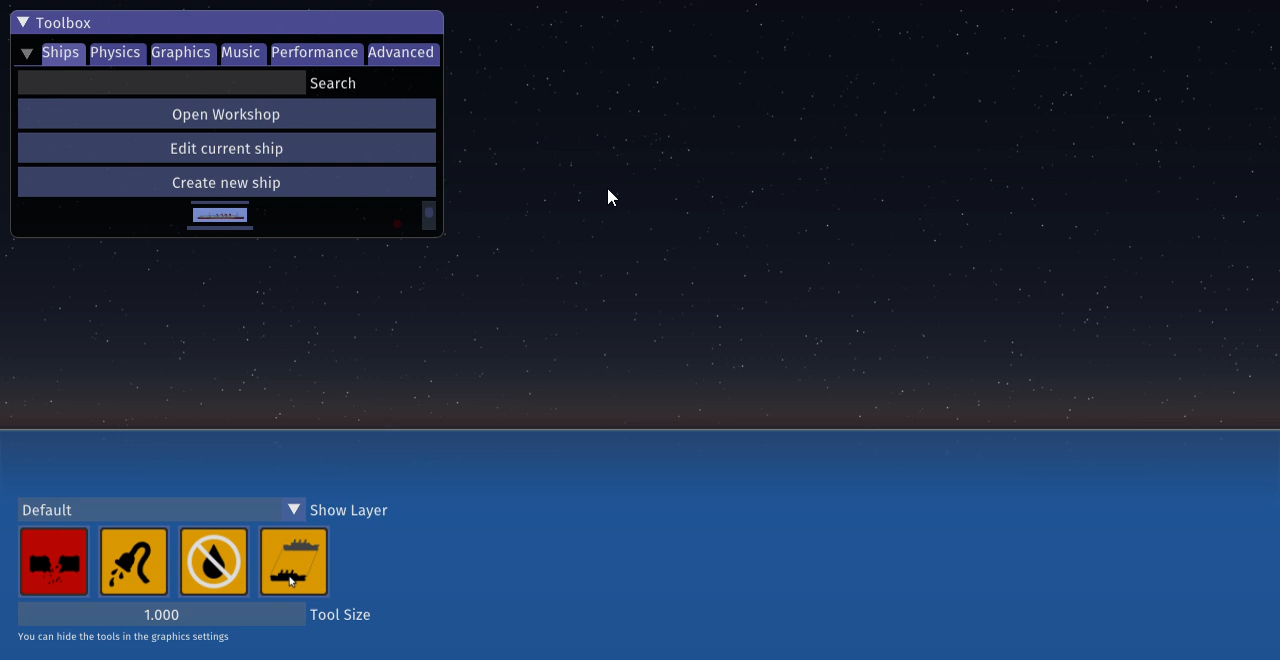 Toolbox
Ships Physics Graphics Music Performance Advanced
Search
Open Workshop
Edit current ship
Create new ship
Default Show Layer
1.000 Tool Size
You can hide the tools in the graphics settings